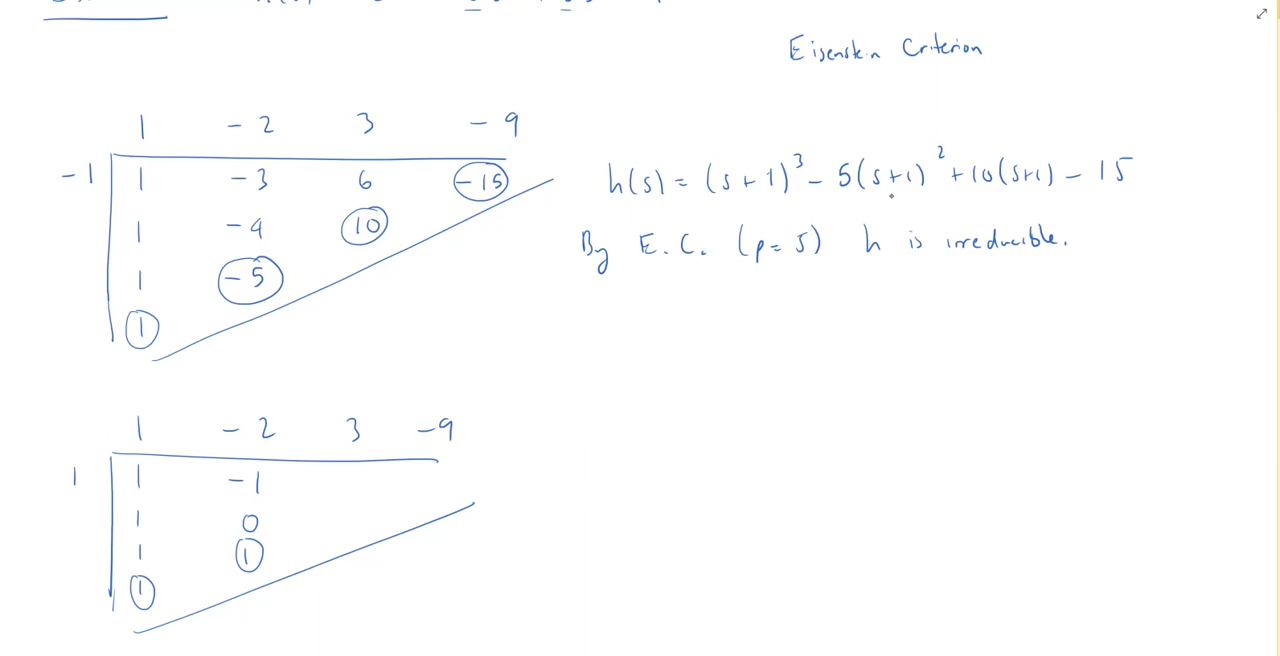 Eisenstein Criterion
1 -2 3 -9
-1 1 -3 6 -15
1 -4 10
1 -5
1
h(s) = (s+1)^3 - 5(s+1)^2 + 10(s+1) - 15
By E.C. (p=5) h is irreducible.
1 -2 3 -9
1 1 -1
1 0
1 1
1